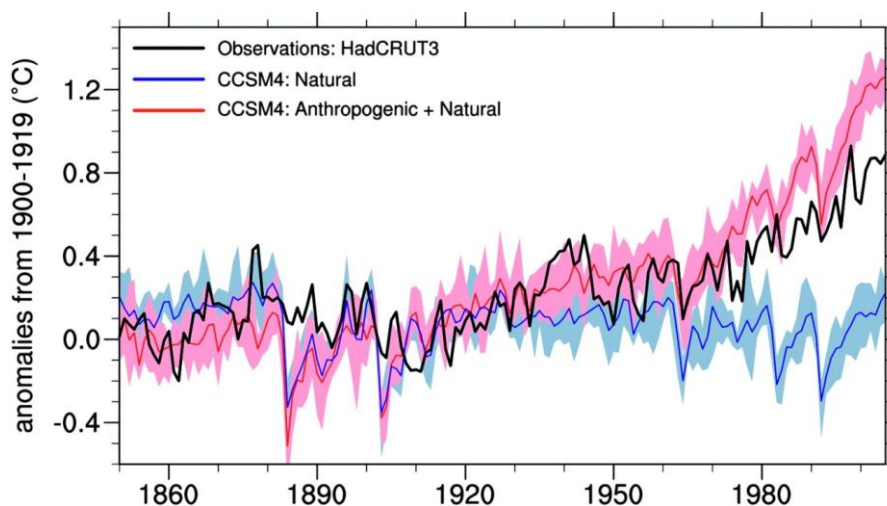 Observations: HadCRUT3
CCSM4: Natural
CCSM4: Anthropogenic + Natural
anomalies from 1900-1919 (°C)
1.2
0.8
0.4
0.0
-0.4
1860 1890 1920 1950 1980